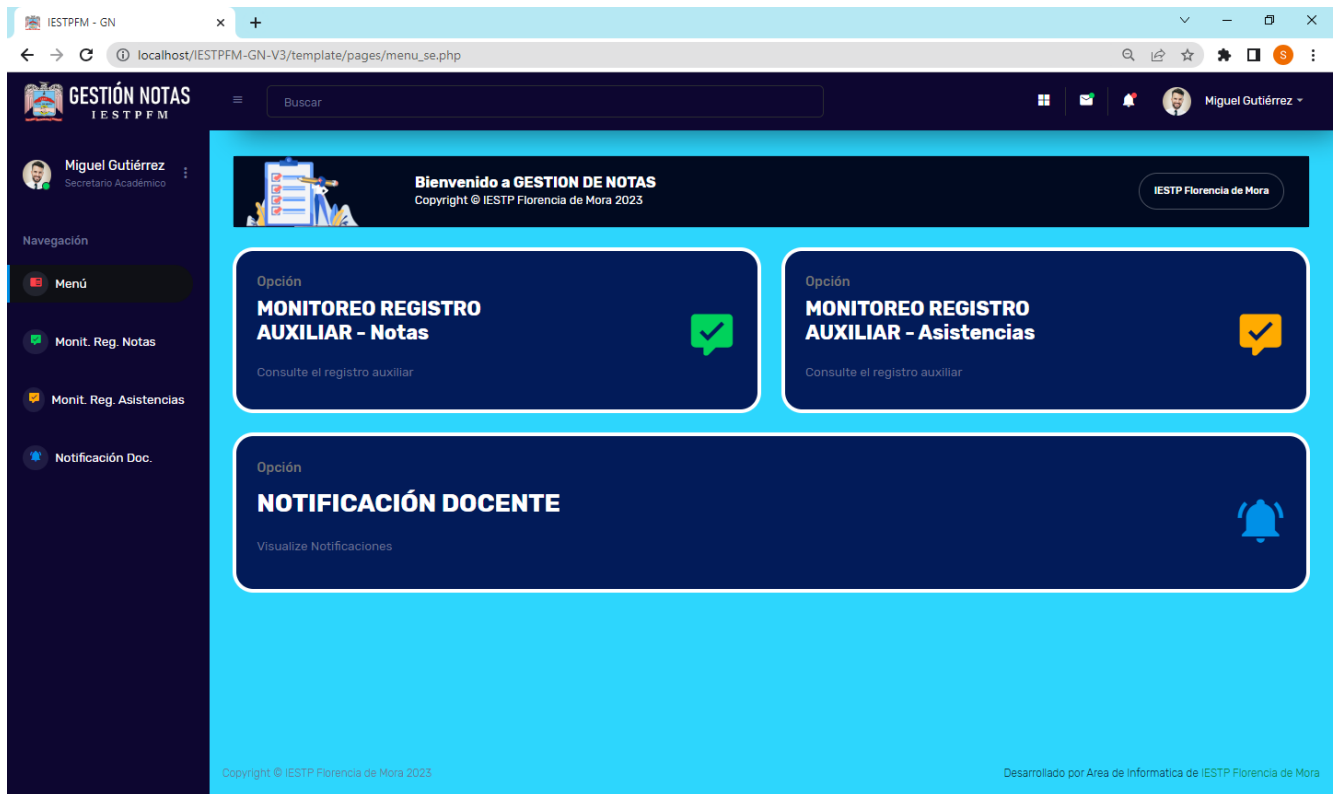 IESTPFM - GN
localhost/IESTPFM-GN-V3/template/pages/menu_se.php
S
GESTIÓN NOTAS
IESTPFM
Buscar
Miguel Gutiérrez
Miguel Gutiérrez
Secretario Académico
Navegación
Menú
Monit. Reg. Notas
Monit. Reg. Asistencias
Notificación Doc.
Bienvenido a GESTION DE NOTAS
Copyright © IESTP Florencia de Mora 2023
IESTP Florencia de Mora
Opción
MONITOREO REGISTRO
AUXILIAR - Notas
Consulte el registro auxiliar
Opción
MONITOREO REGISTRO
AUXILIAR - Asistencias
Consulte el registro auxiliar
Opción
NOTIFICACIÓN DOCENTE
Visualize Notificaciones
Copyright © IESTP Florencia de Mora 2023
Desarrollado por Area de Informatica de IESTP Florencia de Mora